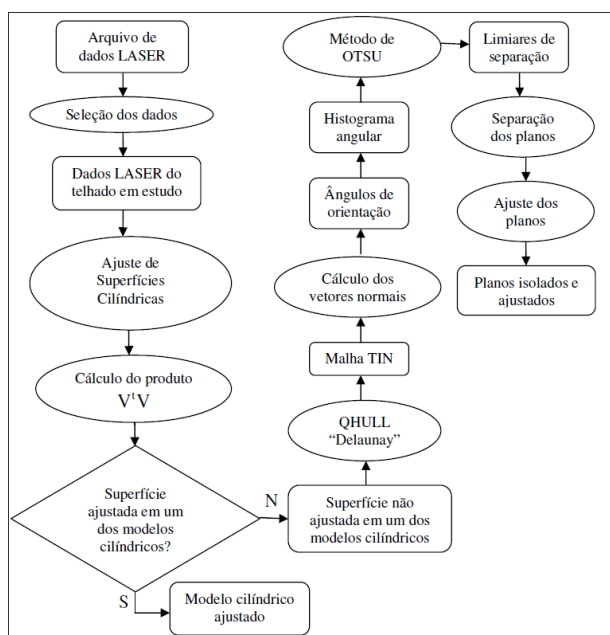 Arquivo de
dados LASER
Seleção dos dados
Dados LASER do
telhado em estudo
Ajuste de
Superfícies
Cilíndricas
Cálculo do produto
VᵗV
Superfície
ajustada em um
dos modelos
cilíndricos?
S
Modelo cilíndrico
ajustado
N
Superfície não
ajustada em um dos
modelos cilíndricos
QHULL
“Delaunay”
Malha TIN
Cálculo dos
vetores normais
Ângulos de
orientação
Histograma
angular
Método de
OTSU
Limiares de
separação
Separação
dos planos
Ajuste dos
planos
Planos isolados e
ajustados